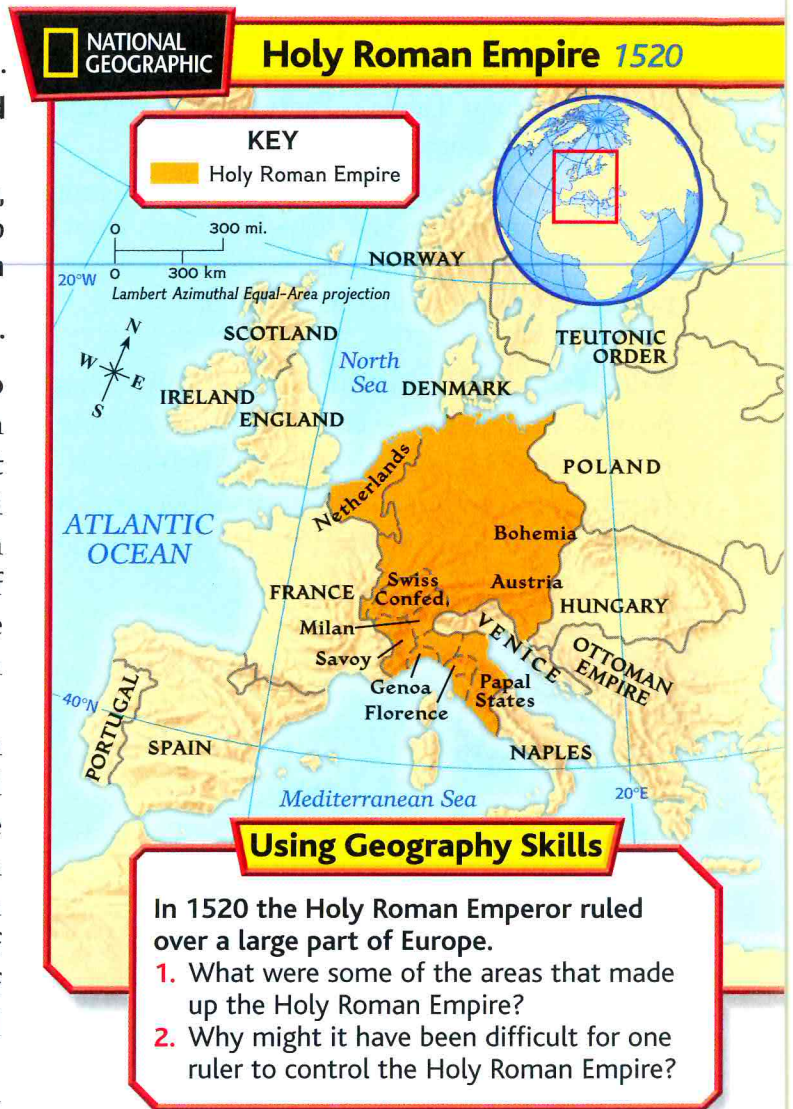 NATIONAL
GEOGRAPHIC
Holy Roman Empire 1520
KEY
Holy Roman Empire
0 300 mi.
0 300 km
Lambert Azimuthal Equal-Area projection
20°W
N
W
E
S
NORWAY
SCOTLAND
North
Sea
TEUTONIC
ORDER
IRELAND
DENMARK
ENGLAND
POLAND
Netherlands
ATLANTIC
OCEAN
Bohemia
FRANCE
Swiss
Confed.
Austria
HUNGARY
Milan
VENICE
Savoy
OTTOMAN
EMPIRE
Genoa
Florence
Papal
States
40°N
PORTUGAL
SPAIN
NAPLES
Mediterranean Sea
20°E
Using Geography Skills
In 1520 the Holy Roman Emperor ruled
over a large part of Europe.
1. What were some of the areas that made
up the Holy Roman Empire?
2. Why might it have been difficult for one
ruler to control the Holy Roman Empire?